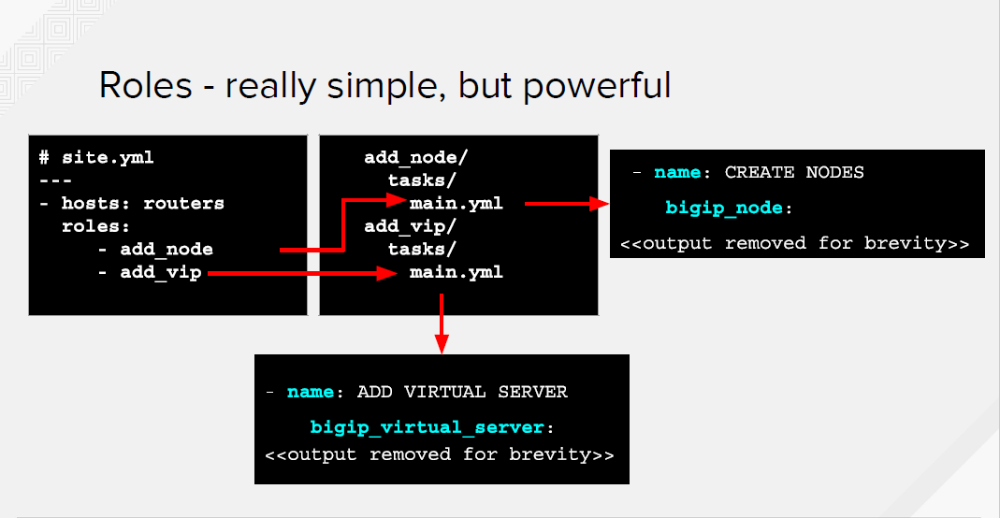 Roles - really simple, but powerful
# site.yml
---
- hosts: routers
  roles:
     - add_node
     - add_vip
add_node/
  tasks/
    main.yml
add_vip/
  tasks/
    main.yml
- name: CREATE NODES
   bigip_node:
<<output removed for brevity>>
- name: ADD VIRTUAL SERVER
    bigip_virtual_server:
<<output removed for brevity>>